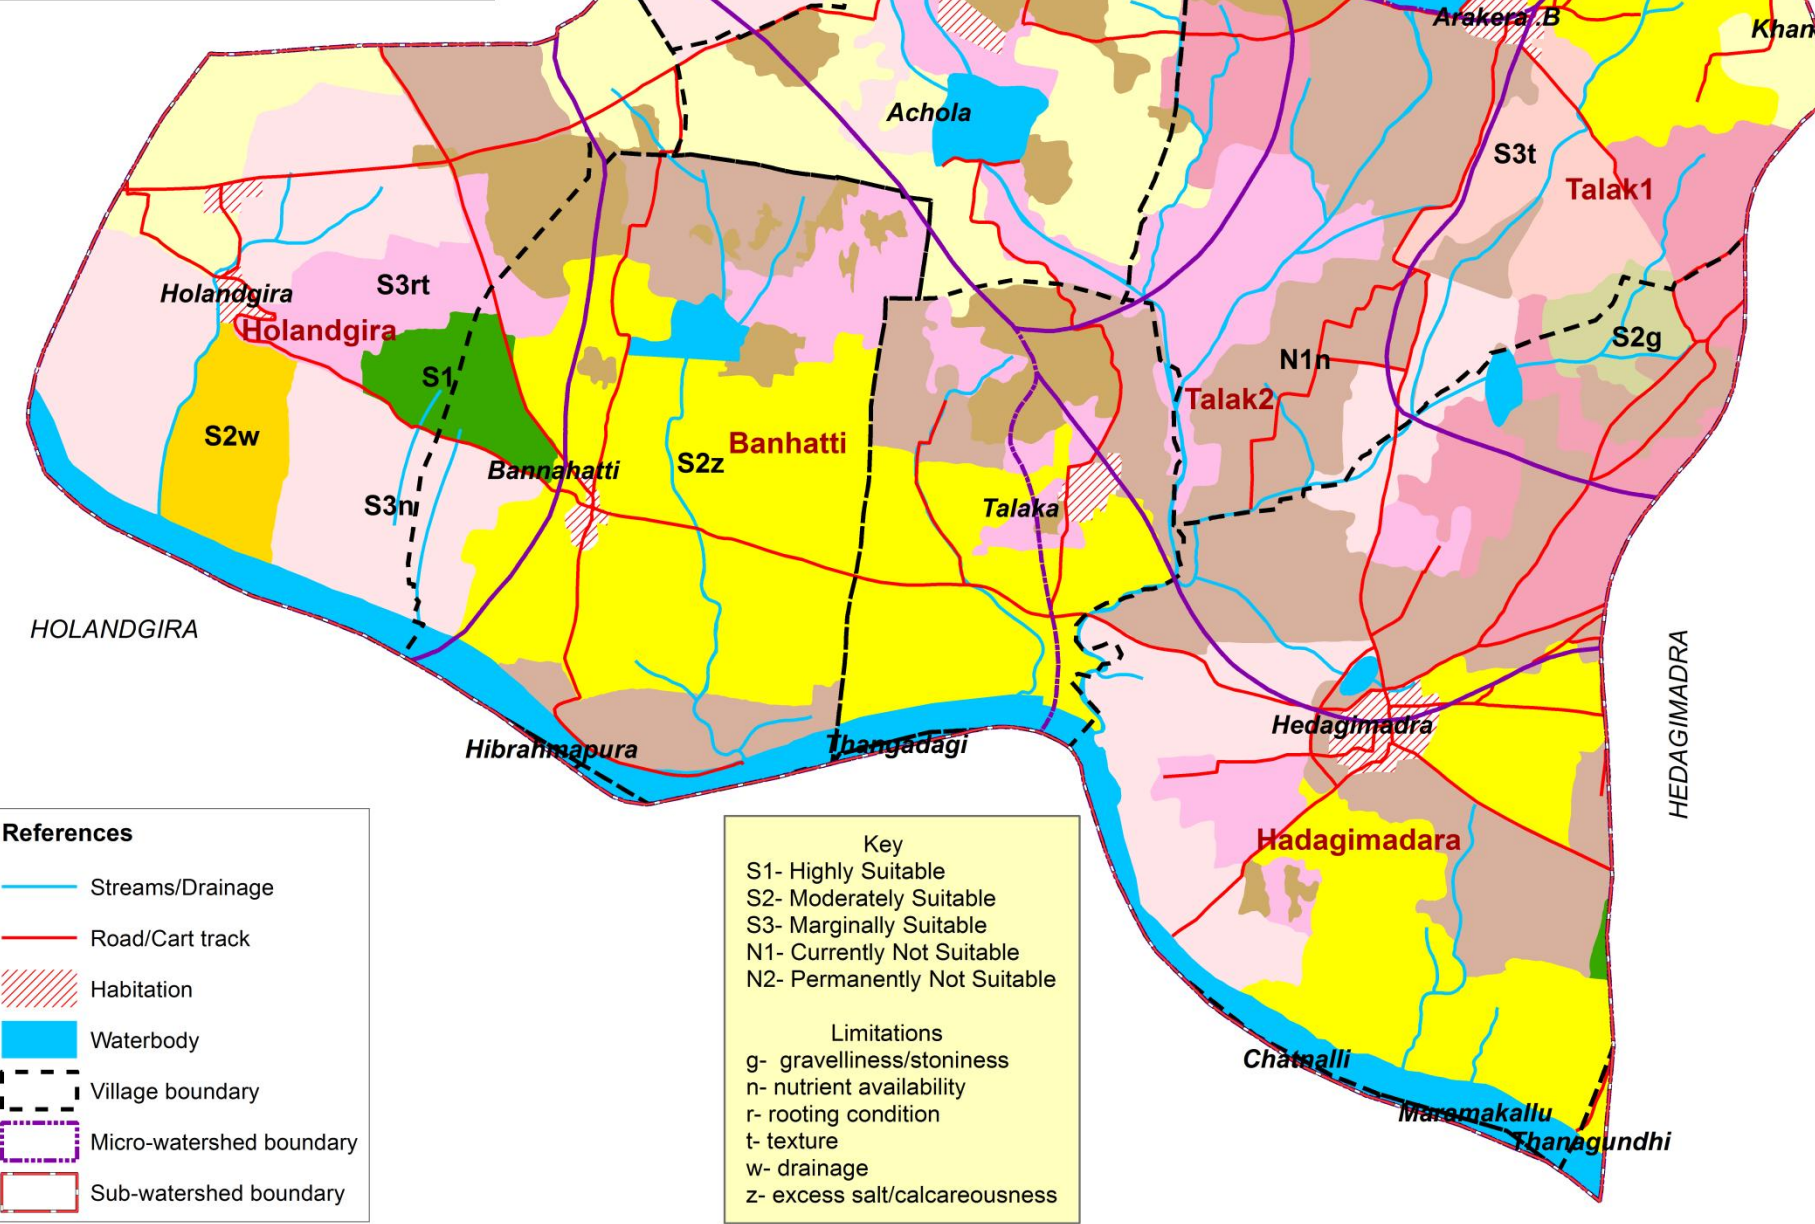 Arakera .B
Khan
Achola
S3t
Talak1
S3rt
Holandgira
Holandgira
S2g
N1n
S1
Talak2
S2w
Banhatti
S2z
Bannahatti
S3n
Talaka
HOLANDGIRA
HEDAGIMADRA
Hedagimadra
Hibrahmapura
Thangadagi
Hadagimadara
Chatnalli
Maramakallu
Thanagundhi
References
Streams/Drainage
Road/Cart track
Habitation
Waterbody
Village boundary
Micro-watershed boundary
Sub-watershed boundary
Key
S1- Highly Suitable
S2- Moderately Suitable
S3- Marginally Suitable
N1- Currently Not Suitable
N2- Permanently Not Suitable
Limitations
g- gravelliness/stoniness
n- nutrient availability
r- rooting condition
t- texture
w- drainage
z- excess salt/calcareousness